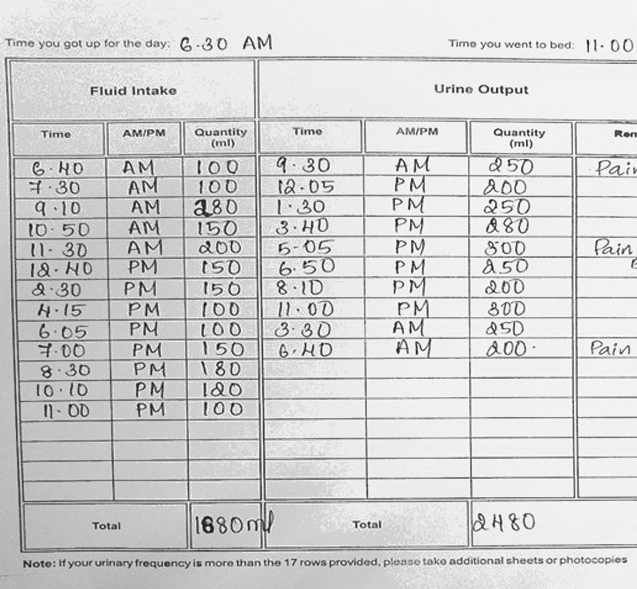 Time you got up for the day: 6.30 AM Time you went to bed: 11.00
Fluid Intake Urine Output
Time AM/PM Quantity (ml) Time AM/PM Quantity (ml)
6.40 AM 100 9.30 AM 250 Pain
7.30 AM 100 12.05 PM 200
9.10 AM 280 1.30 PM 250
10.50 AM 150 3.40 PM 280
11.30 AM 200 5.05 PM 300 Pain
12.40 PM 150 6.50 PM 250
2.30 PM 150 8.10 PM 200
4.15 PM 100 11.00 PM 300
6.05 PM 100 3.30 AM 250
7.00 PM 150 6.40 AM 200. Pain
8.30 PM 180
10.10 PM 120
11.00 PM 100
Total 1880ml Total 2480
Note: If your urinary frequency is more than the 17 rows provided, please take additional sheets or photocopies